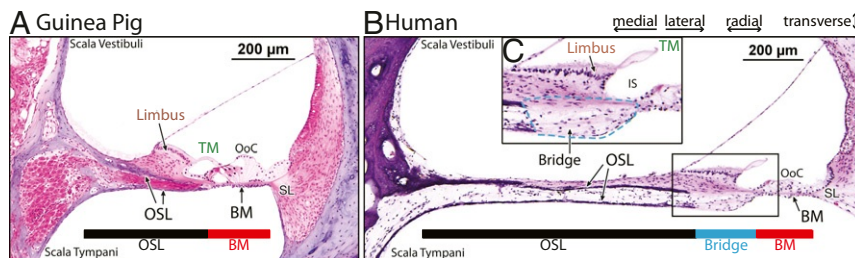 A Guinea Pig
Scala Vestibuli
200 µm
Limbus
TM
OoC
OSL
BM
SL
Scala Tympani
OSL
BM
B Human
medial lateral radial transverse
Scala Vestibuli
C
Limbus
TM
IS
Bridge
200 µm
OSL
OoC
SL
BM
Scala Tympani
OSL
Bridge
BM